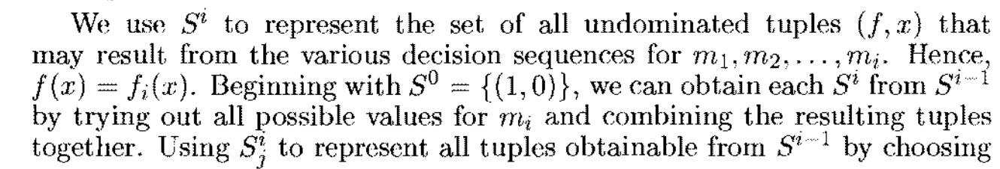 We use S^i to represent the set of all undominated tuples (f, x) that
may result from the various decision sequences for m_1, m_2, . . . , m_i. Hence,
f(x) = f_i(x). Beginning with S^0 = {(1, 0)}, we can obtain each S^i from S^{i-1}
by trying out all possible values for m_i and combining the resulting tuples
together. Using S^i_j to represent all tuples obtainable from S^{i-1} by choosing